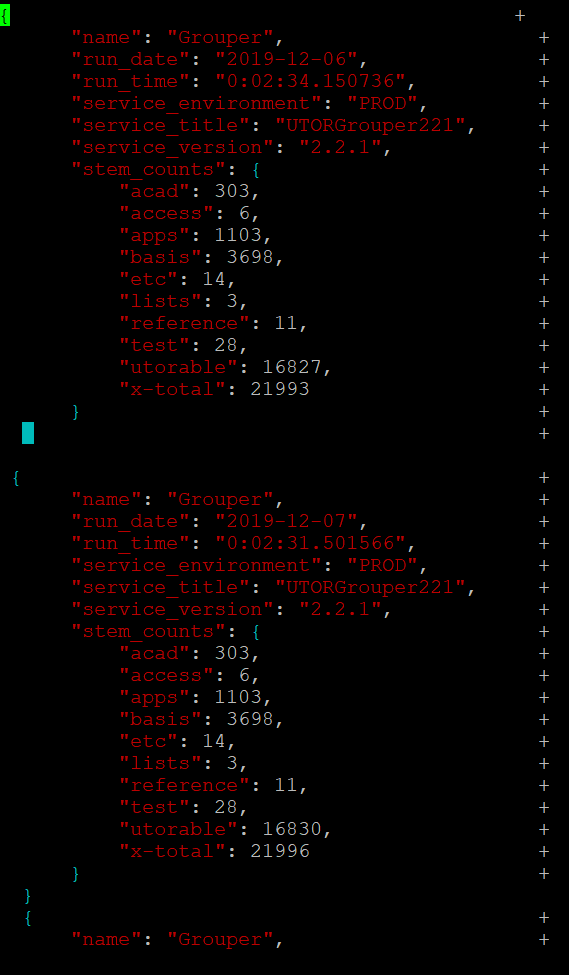 { +
"name": "Grouper", +
"run_date": "2019-12-06", +
"run_time": "0:02:34.150736", +
"service_environment": "PROD", +
"service_title": "UTORGrouper221", +
"service_version": "2.2.1", +
"stem_counts": { +
"acad": 303, +
"access": 6, +
"apps": 1103, +
"basis": 3698, +
"etc": 14, +
"lists": 3, +
"reference": 11, +
"test": 28, +
"utorable": 16827, +
"x-total": 21993 +
} +
+
{ +
"name": "Grouper", +
"run_date": "2019-12-07", +
"run_time": "0:02:31.501566", +
"service_environment": "PROD", +
"service_title": "UTORGrouper221", +
"service_version": "2.2.1", +
"stem_counts": { +
"acad": 303, +
"access": 6, +
"apps": 1103, +
"basis": 3698, +
"etc": 14, +
"lists": 3, +
"reference": 11, +
"test": 28, +
"utorable": 16830, +
"x-total": 21996 +
} +
}
{ +
"name": "Grouper", +